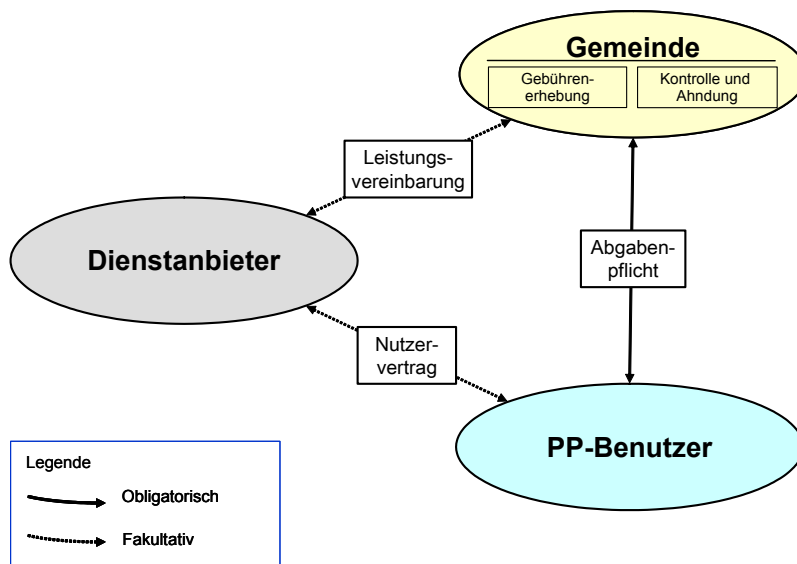 Gemeinde
Gebühren-
erhebung
Kontrolle und
Ahndung
Leistungs-
vereinbarung
Dienstanbieter
Abgaben-
pflicht
Nutzer-
vertrag
PP-Benutzer
Legende
Obligatorisch
Fakultativ